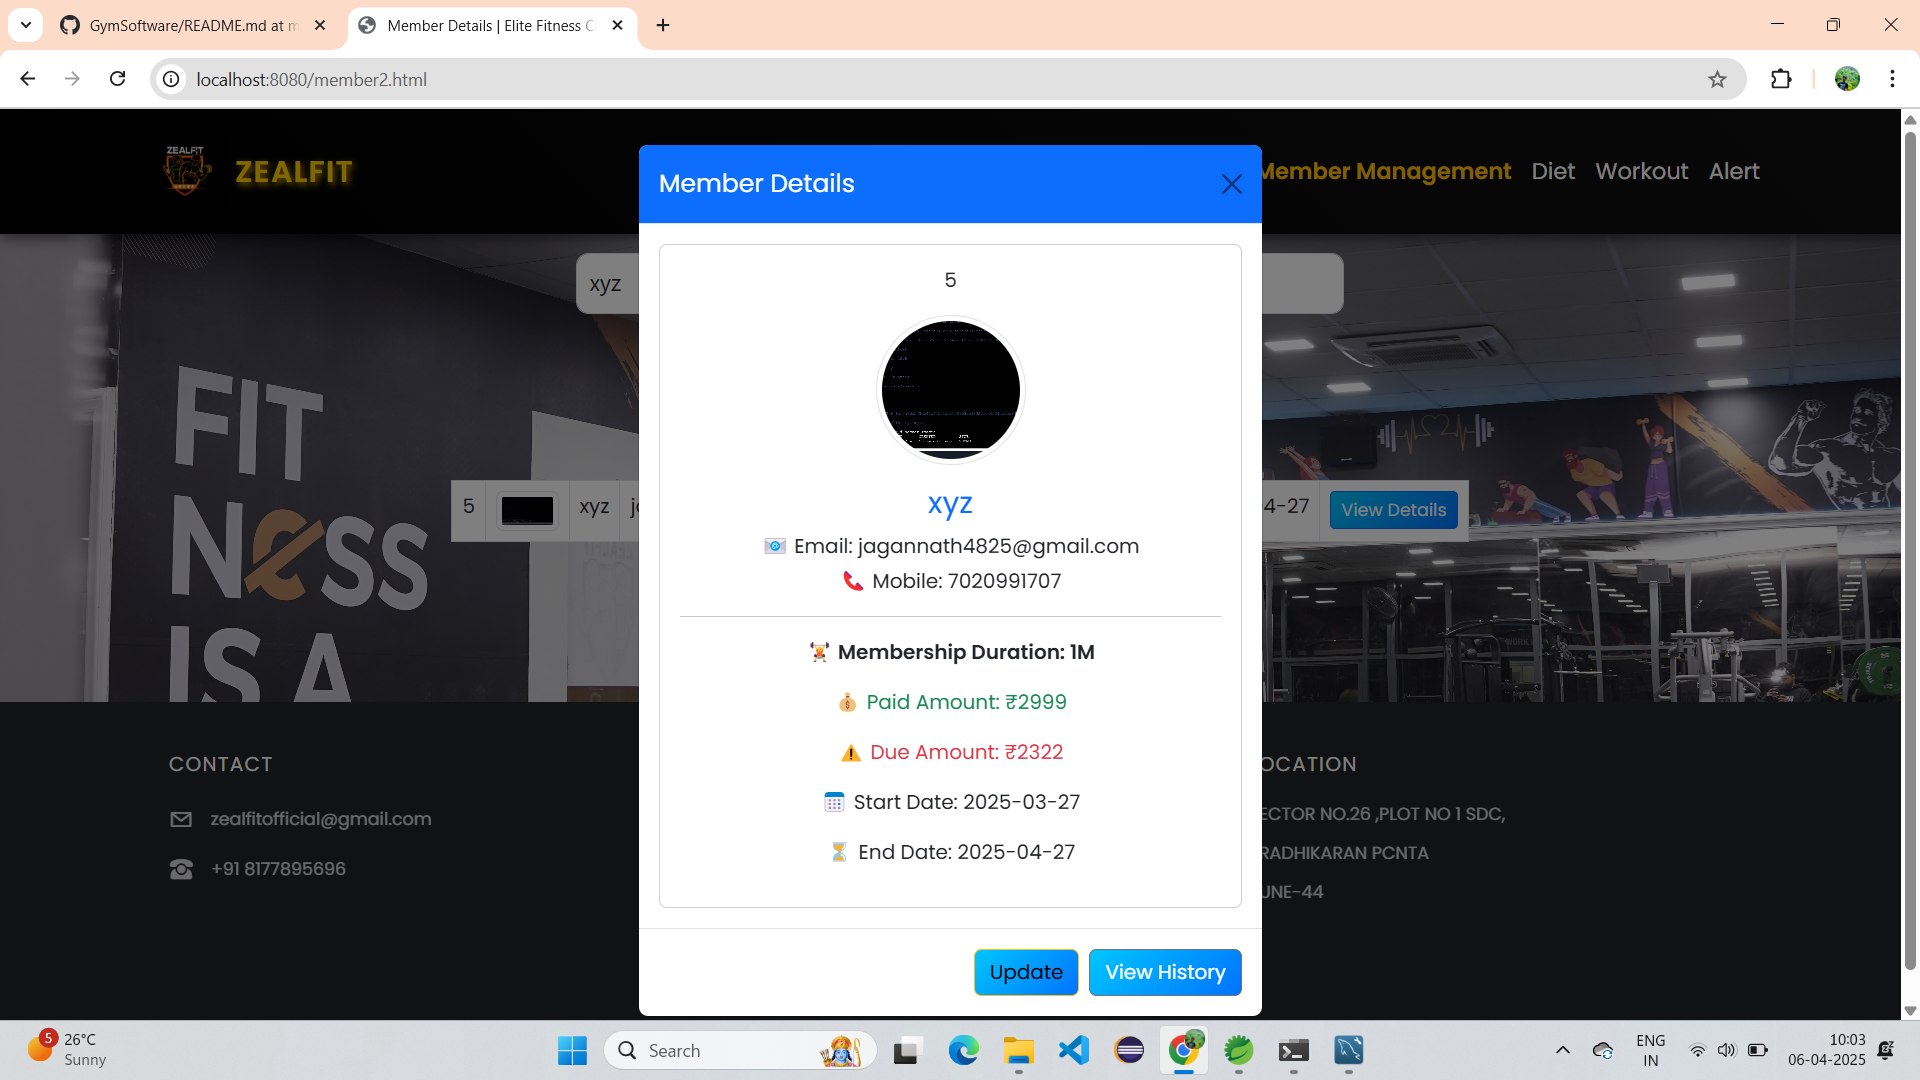 GymSoftware/README.md at m
Member Details | Elite Fitness C
localhost:8080/member2.html
ZEALFIT
ZEALFIT
Member Management Diet Workout Alert
Member Details
xyz
5
FIT
NESS
IS A
5 xyz
4-27 View Details
xyz
📧 Email: jagannath4825@gmail.com
📞 Mobile: 7020991707
🏋️ Membership Duration: 1M
💰 Paid Amount: ₹2999
⚠️ Due Amount: ₹2322
📅 Start Date: 2025-03-27
⏳ End Date: 2025-04-27
Update View History
CONTACT
zealfitofficial@gmail.com
+91 8177895696
OCATION
ECTOR NO.26 ,PLOT NO 1 SDC,
RADHIKARAN PCNTA
UNE-44
5
26°C
Sunny
Search
ENG
IN
10:03
06-04-2025